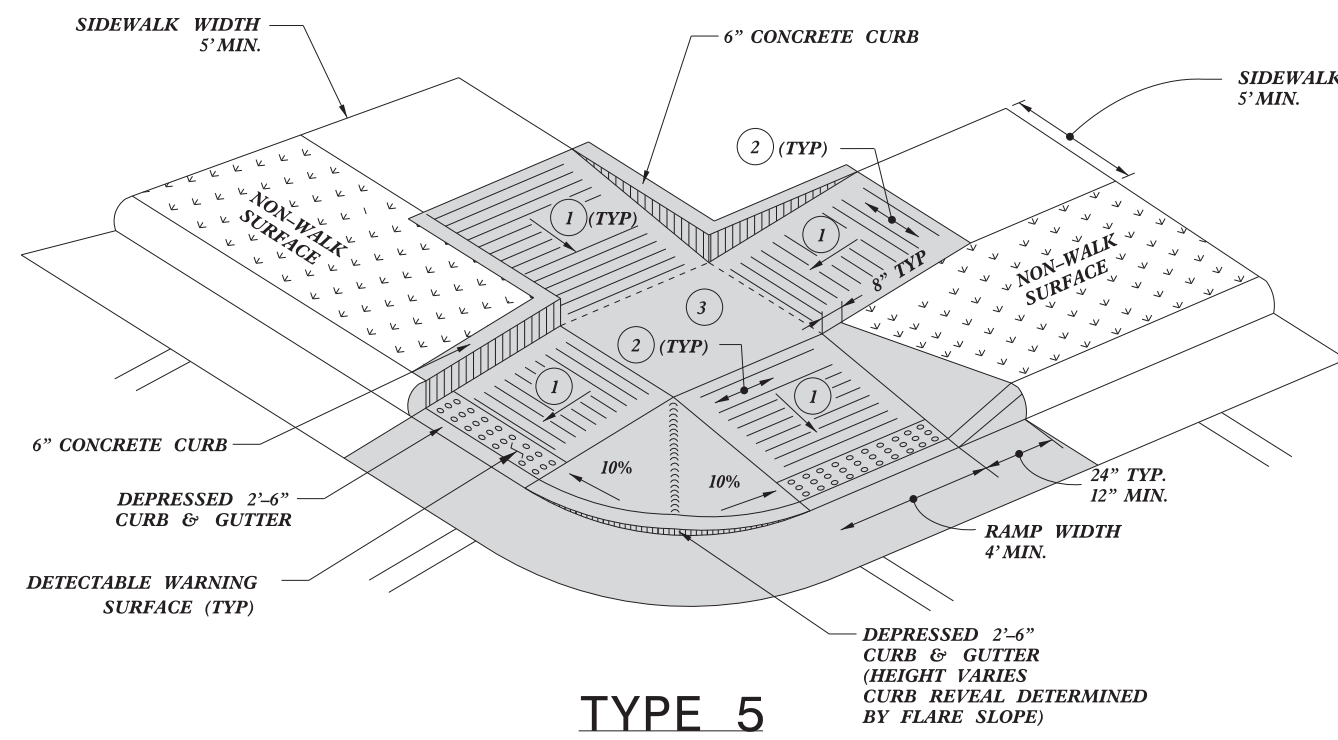 SIDEWALK WIDTH
5' MIN.
6” CONCRETE CURB
SIDEWALK
5' MIN.
2 (TYP)
NON–WALK
SURFACE
1 (TYP)
1
8” TYP
NON–WALK
SURFACE
3
2 (TYP)
1
1
10%
10%
6” CONCRETE CURB
DEPRESSED 2'–6”
CURB & GUTTER
24” TYP.
12” MIN.
RAMP WIDTH
4' MIN.
DETECTABLE WARNING
SURFACE (TYP)
DEPRESSED 2'–6”
CURB & GUTTER
(HEIGHT VARIES
CURB REVEAL DETERMINED
BY FLARE SLOPE)
TYPE 5